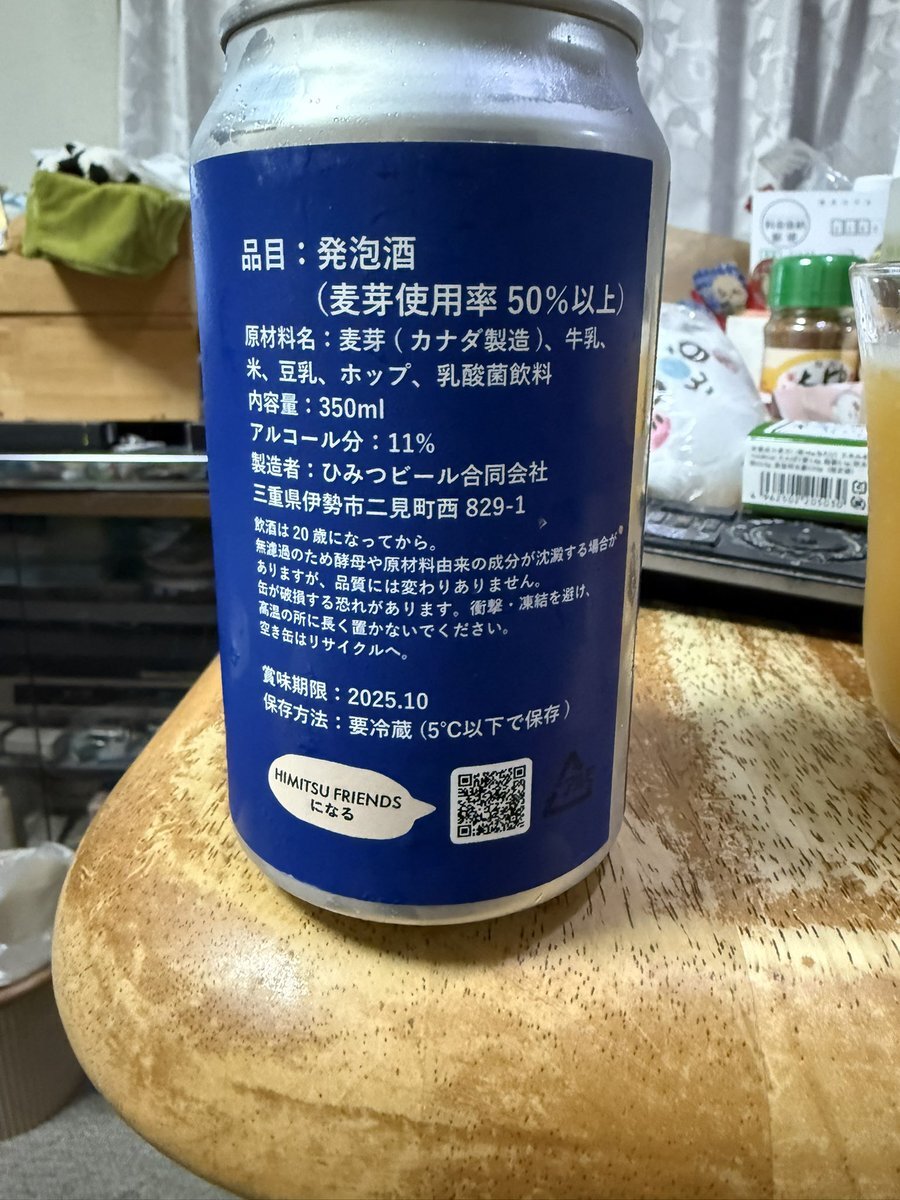 品目：発泡酒
（麦芽使用率 50％以上）
原材料名：麦芽 ( カナダ製造 )、牛乳、
米、豆乳、ホップ、乳酸菌飲料
内容量：350ml
アルコール分：11%
製造者：ひみつビール合同会社
三重県伊勢市二見町西 829-1
飲酒は 20 歳になってから。
無濾過のため酵母や原材料由来の成分が沈澱する場合が
ありますが、品質には変わりありません。
缶が破損する恐れがあります。衝撃・凍結を避け、
高温の所に長く置かないでください。
空き缶はリサイクルへ。
賞味期限：2025.10
保存方法：要冷蔵 (5℃以下で保存)
HIMITSU FRIENDS
になる